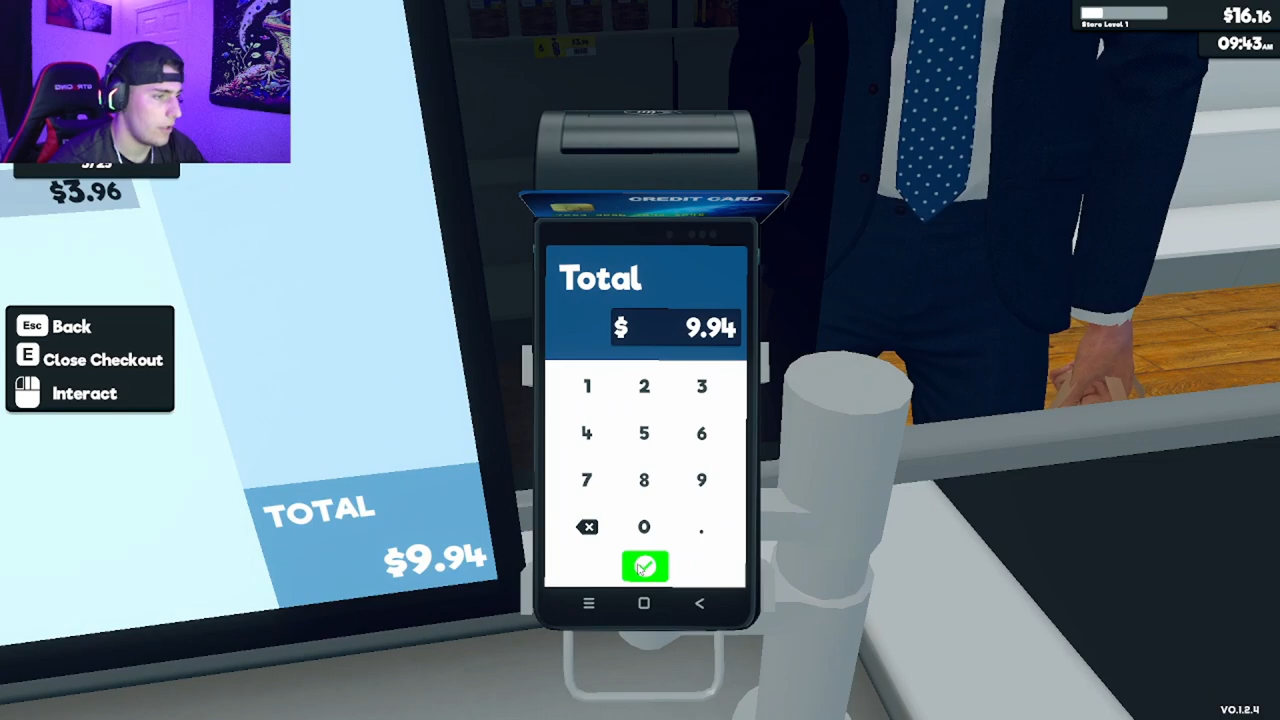 $16.16
Store Level 1
09:43AM
$3.96
CREDIT CARD
Total
$ 9.94
Esc Back
E Close Checkout
Interact
1 2 3
4 5 6
7 8 9
0 .
TOTAL
$9.94
V0.1.2.4